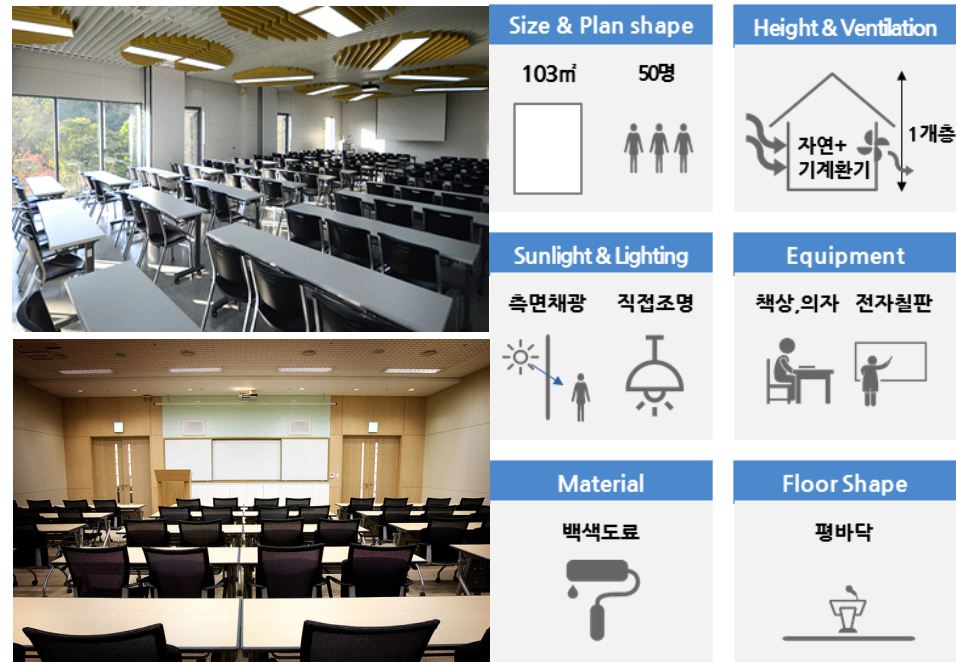 Size & Plan shape
103㎡ 50명
Height & Ventilation
자연+
기계환기
1개층
Sunlight & Lighting
측면채광 직접조명
Equipment
책상,의자 전자칠판
Material
백색도료
Floor Shape
평바닥